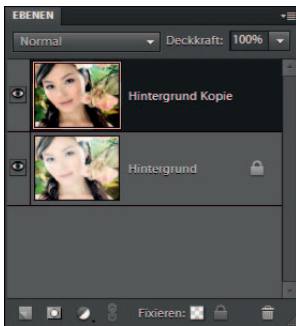 EBENEN
Normal Deckkraft: 100%
Hintergrund Kopie
Hintergrund
Fixieren: